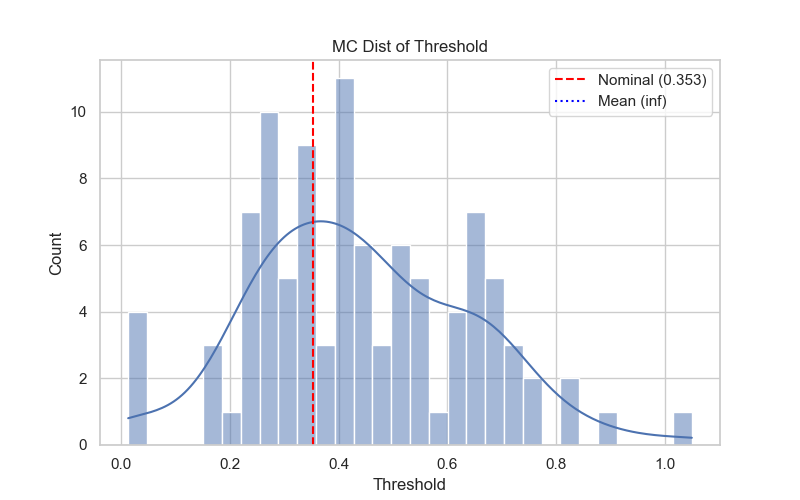 MC Dist of Threshold
Nominal (0.353)
Mean (inf)
10
8
6
4
2
0
Count
0.0 0.2 0.4 0.6 0.8 1.0
Threshold